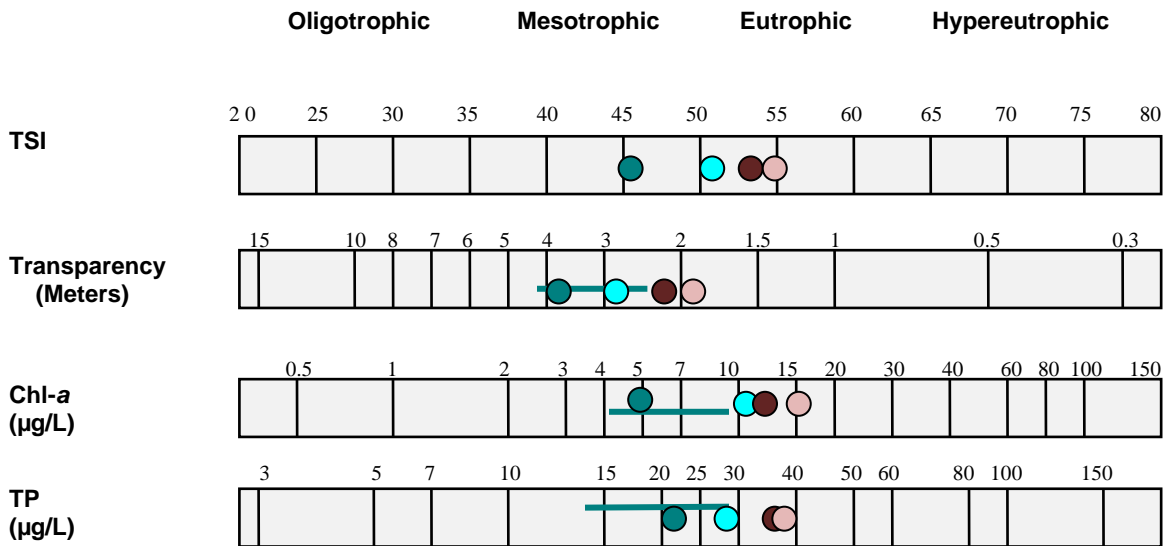 Oligotrophic Mesotrophic Eutrophic Hypereutrophic
2 0 25 30 35 40 45 50 55 60 65 70 75 80
TSI
15 10 8 7 6 5 4 3 2 1.5 1 0.5 0.3
Transparency
(Meters)
0.5 1 2 3 4 5 7 10 15 20 30 40 60 80 100 150
Chl-a
(µg/L)
3 5 7 10 15 20 25 30 40 50 60 80 100 150
TP
(µg/L)